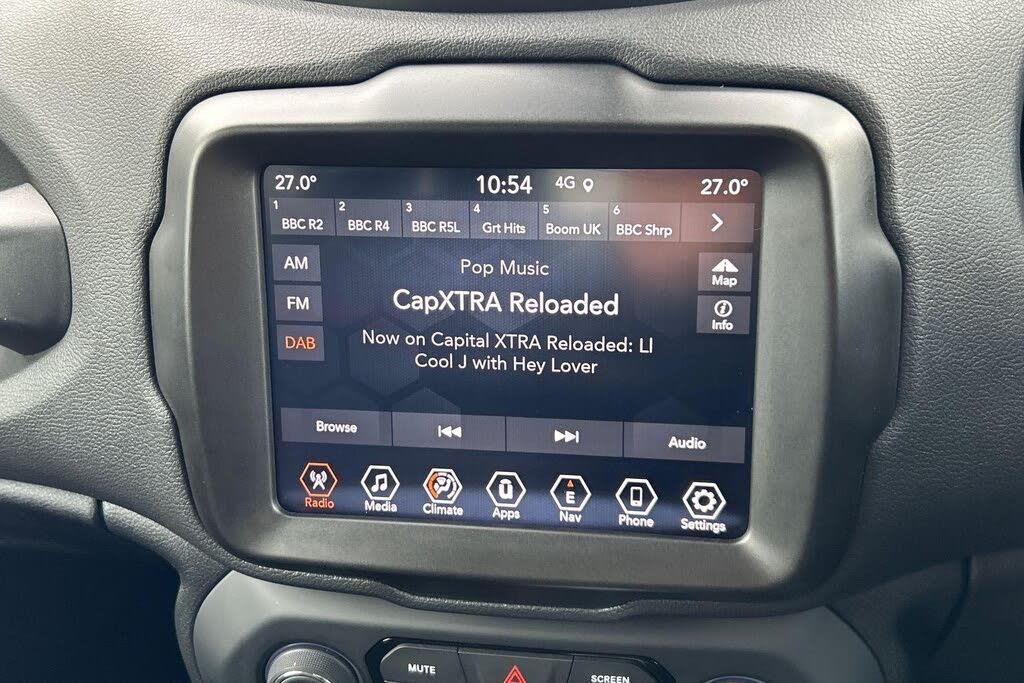 27.0° 10:54 4G 27.0°
1 BBC R2 2 BBC R4 3 BBC R5L 4 Grt Hits 5 Boom UK 6 BBC Shrp
AM
Pop Music
Map
FM
CapXTRA Reloaded
Info
DAB
Now on Capital XTRA Reloaded: Ll
Cool J with Hey Lover
Browse Audio
Radio Media Climate Apps E Nav Phone Settings
MUTE SCREEN